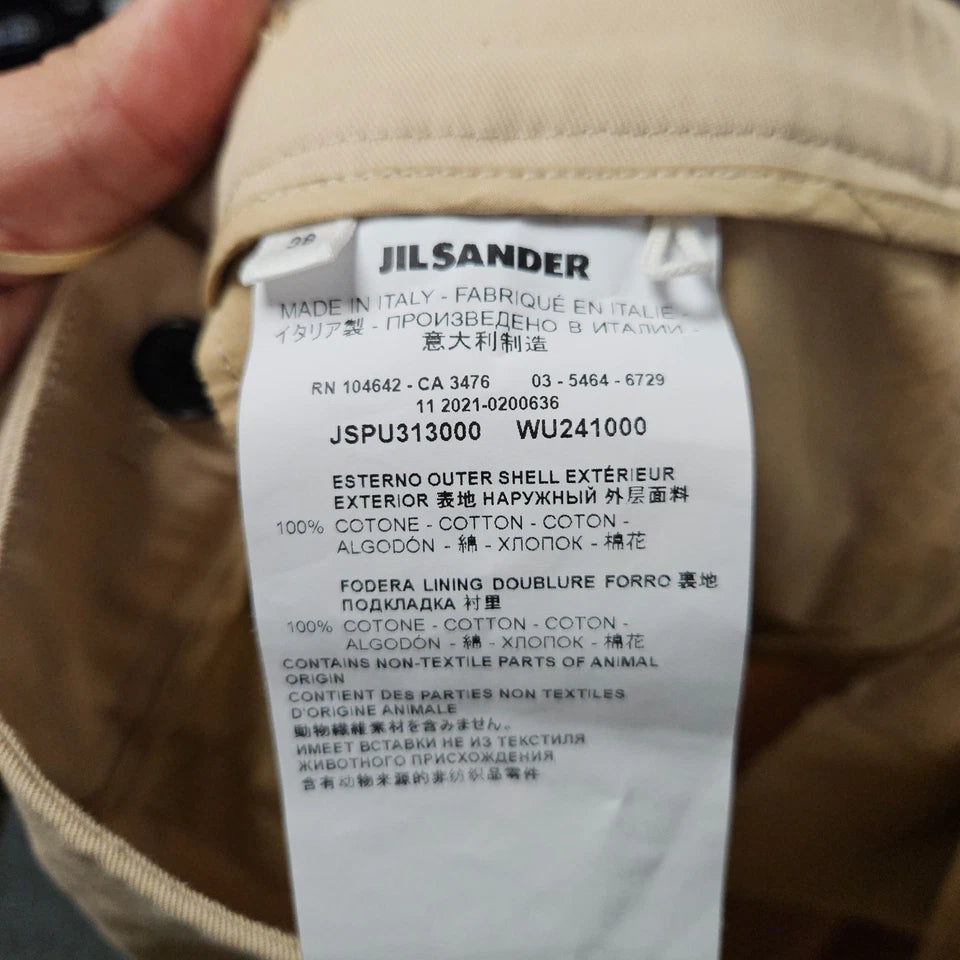 JIL SANDER
MADE IN ITALY - FABRIQUÉ EN ITALIE -
イタリア製 - ПРОИЗВЕДЕНО В ИТАЛИИ -
意大利制造
RN 104642 - CA 3476 03 - 5464 - 6729
11 2021-0200636
JSPU313000 WU241000
ESTERNO OUTER SHELL EXTÉRIEUR
EXTERIOR 表地 НАРУЖНЫЙ 外层面料
100% COTONE - COTTON - COTON -
ALGODÓN - 綿 - ХЛОПОК - 棉花
FODERA LINING DOUBLURE FORRO 裏地
ПОДКЛАДКА 衬里
100% COTONE - COTTON - COTON -
ALGODÓN - 綿 - ХЛОПОК - 棉花
CONTAINS NON-TEXTILE PARTS OF ANIMAL
ORIGIN
CONTIENT DES PARTIES NON TEXTILES
D'ORIGINE ANIMALE
動物繊維素材を含みません。
ИМЕЕТ ВСТАВКИ НЕ ИЗ ТЕКСТИЛЯ
ЖИВОТНОГО ПРИСХОЖДЕНИЯ
含有动物来源的非纺织品零件